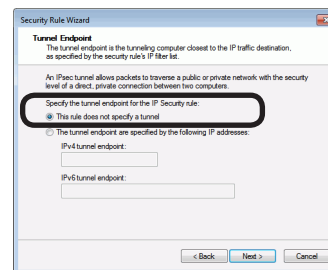 Security Rule Wizard
Tunnel Endpoint
The tunnel endpoint is the tunneling computer closest to the IP traffic destination,
as specified by the security rule's IP filter list.
An IPsec tunnel allows packets to traverse a public or private network with the security
level of a direct, private connection between two computers.
Specify the tunnel endpoint for the IP Security rule:
This rule does not specify a tunnel
The tunnel endpoint are specified by the following IP addresses:
IPv4 tunnel endpoint:
IPv6 tunnel endpoint:
< Back Next > Cancel